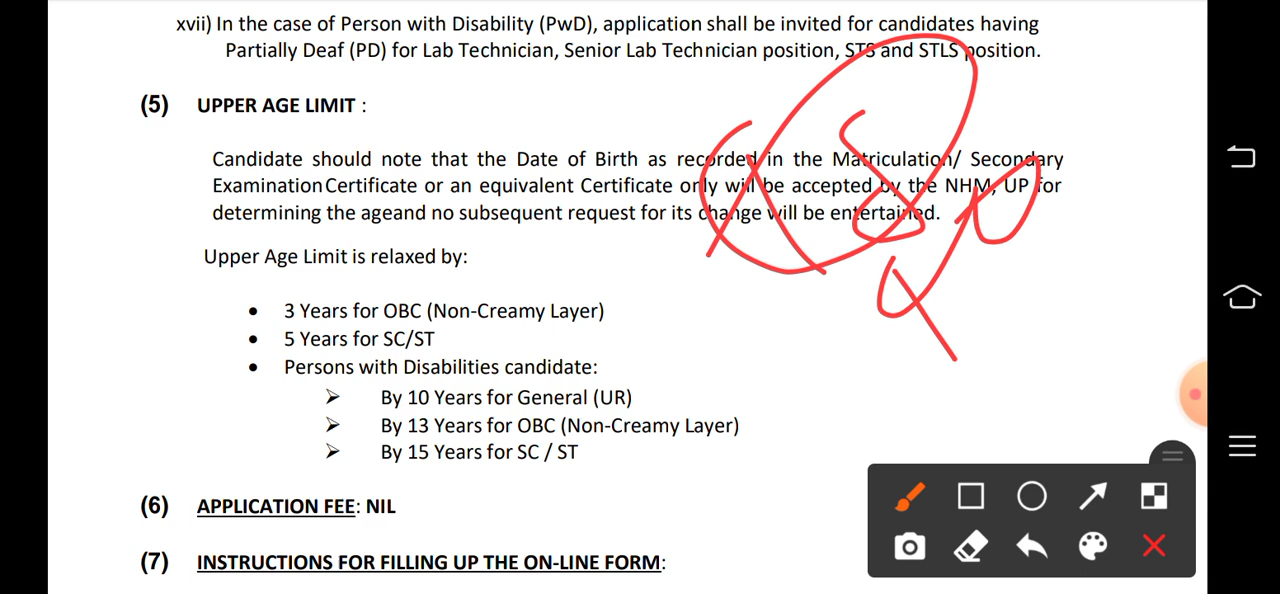 xvii) In the case of Person with Disability (PwD), application shall be invited for candidates having
Partially Deaf (PD) for Lab Technician, Senior Lab Technician position, STS and STLS position.
(5) UPPER AGE LIMIT :
Candidate should note that the Date of Birth as recorded in the Matriculation/ Secondary
Examination Certificate or an equivalent Certificate only will be accepted by the NHM, UP for
determining the ageand no subsequent request for its change will be entertained.
Upper Age Limit is relaxed by:
• 3 Years for OBC (Non-Creamy Layer)
• 5 Years for SC/ST
• Persons with Disabilities candidate:
➢ By 10 Years for General (UR)
➢ By 13 Years for OBC (Non-Creamy Layer)
➢ By 15 Years for SC / ST
(6) APPLICATION FEE: NIL
(7) INSTRUCTIONS FOR FILLING UP THE ON-LINE FORM: